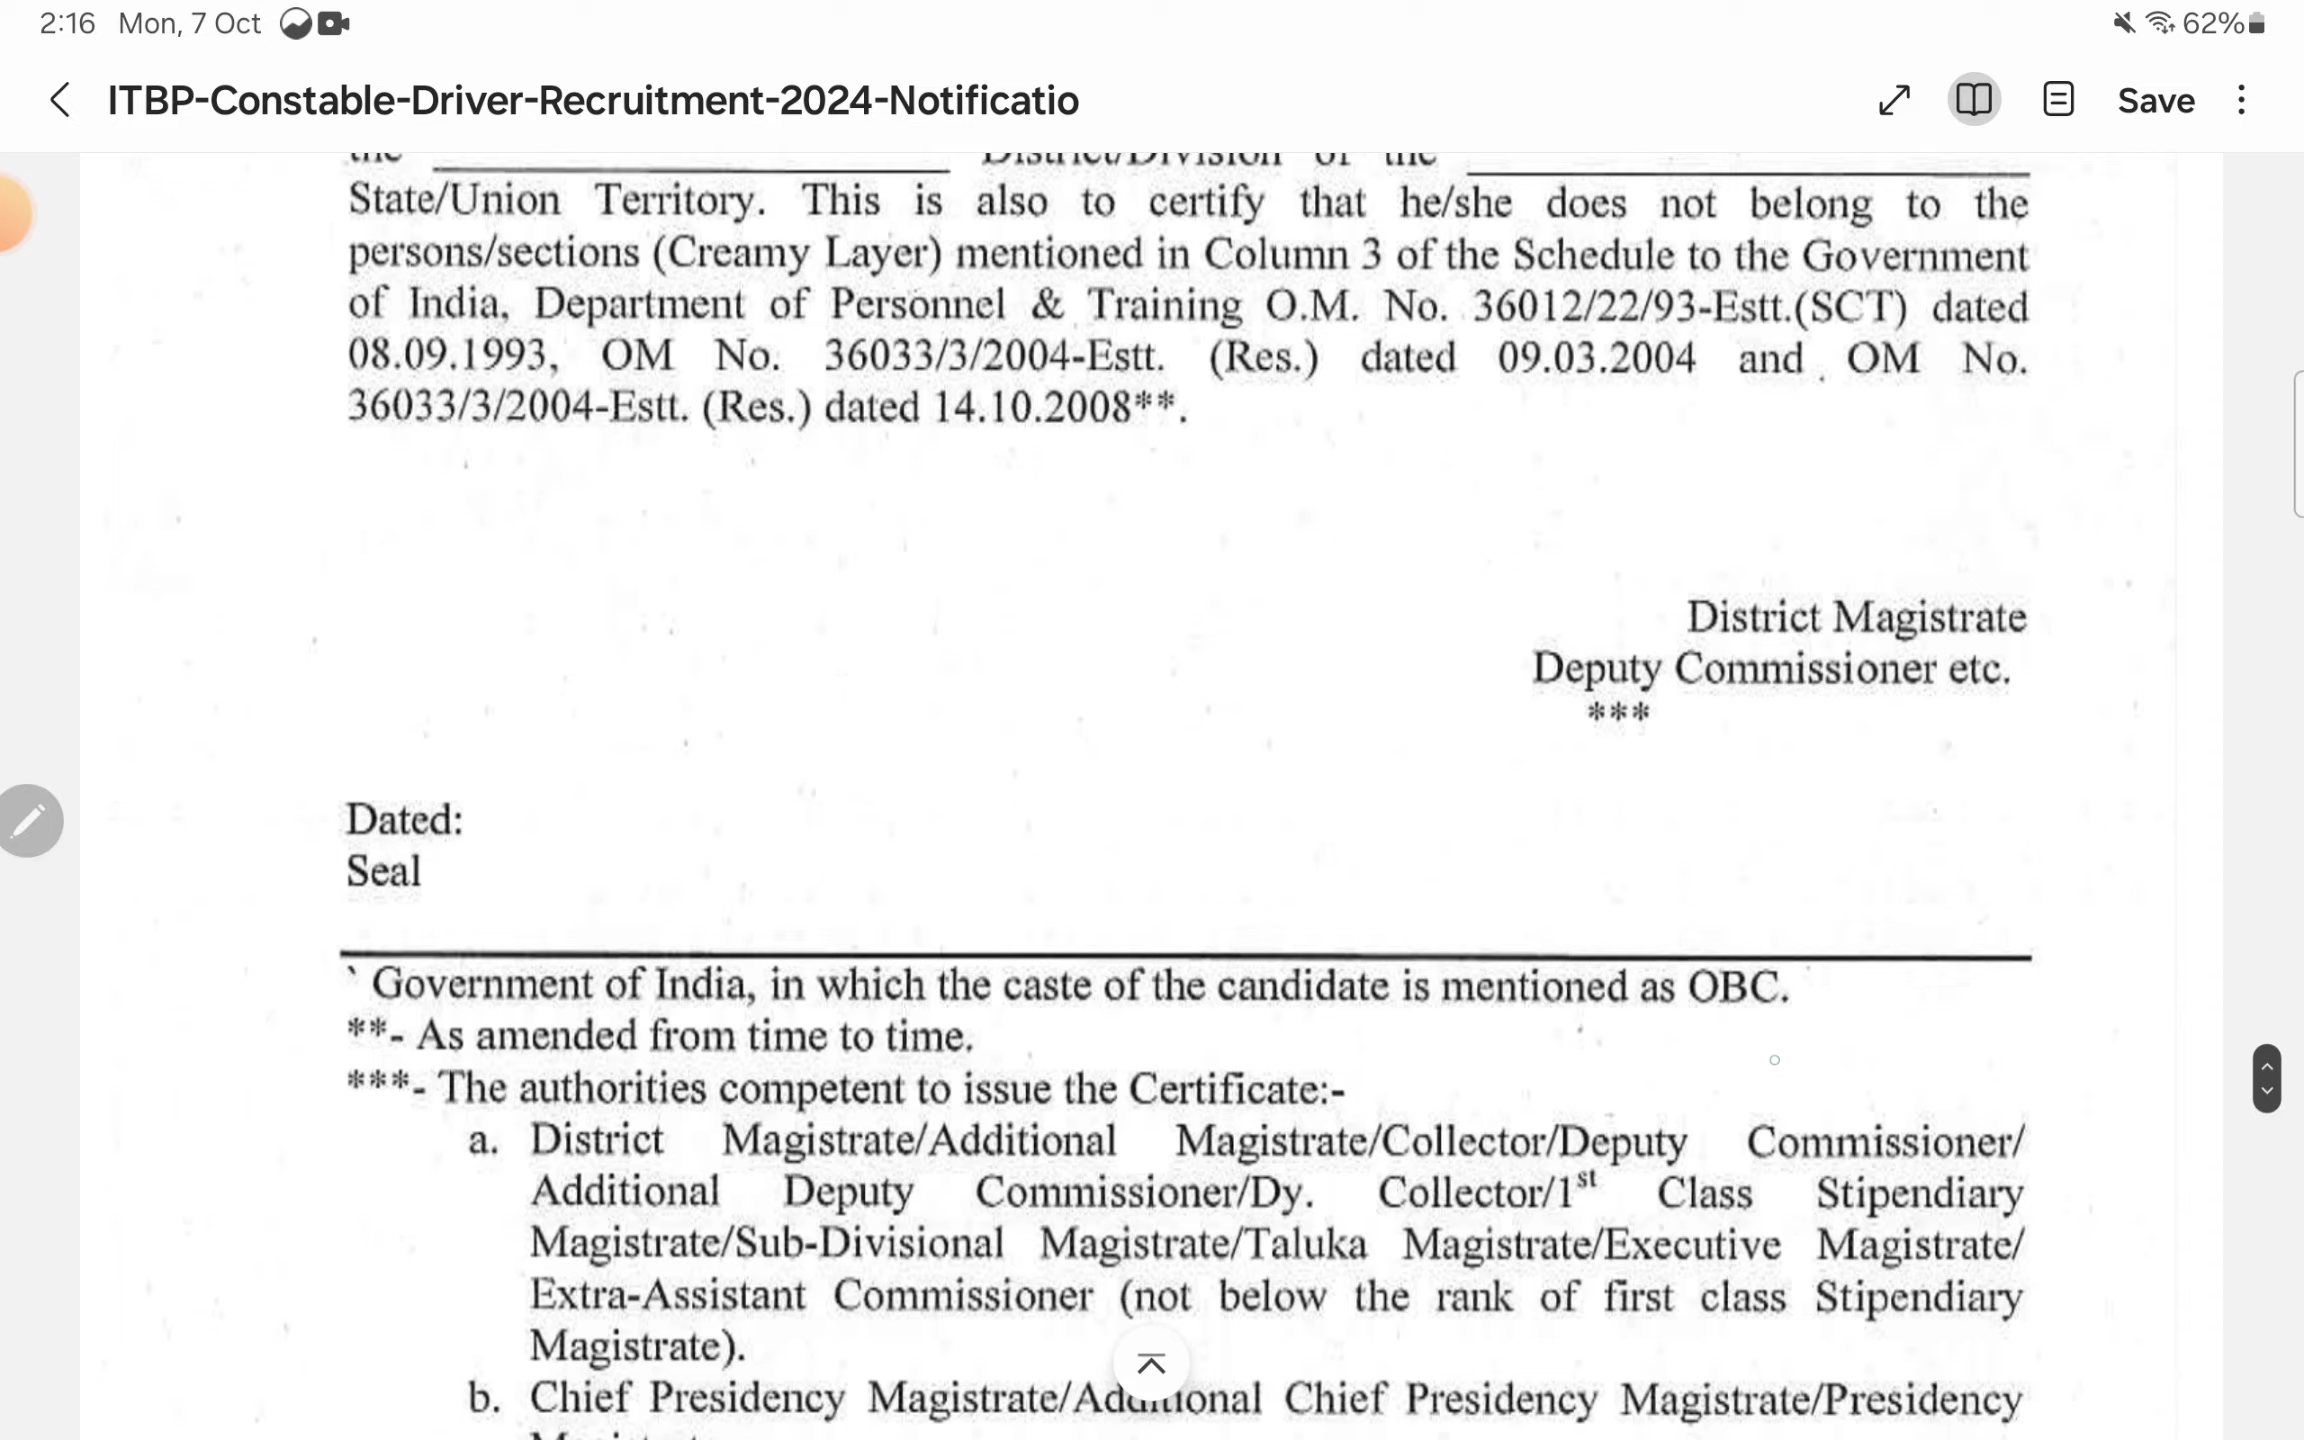 2:16 Mon, 7 Oct
62%
ITBP-Constable-Driver-Recruitment-2024-Notificatio
Save
the District/Division of the
State/Union Territory. This is also to certify that he/she does not belong to the
persons/sections (Creamy Layer) mentioned in Column 3 of the Schedule to the Government
of India, Department of Personnel & Training O.M. No. 36012/22/93-Estt.(SCT) dated
08.09.1993, OM No. 36033/3/2004-Estt. (Res.) dated 09.03.2004 and OM No.
36033/3/2004-Estt. (Res.) dated 14.10.2008**.
District Magistrate
Deputy Commissioner etc.
***
Dated:
Seal
` Government of India, in which the caste of the candidate is mentioned as OBC.
**- As amended from time to time.
***- The authorities competent to issue the Certificate:-
a. District Magistrate/Additional Magistrate/Collector/Deputy Commissioner/
Additional Deputy Commissioner/Dy. Collector/1st Class Stipendiary
Magistrate/Sub-Divisional Magistrate/Taluka Magistrate/Executive Magistrate/
Extra-Assistant Commissioner (not below the rank of first class Stipendiary
Magistrate).
b. Chief Presidency Magistrate/Additional Chief Presidency Magistrate/Presidency